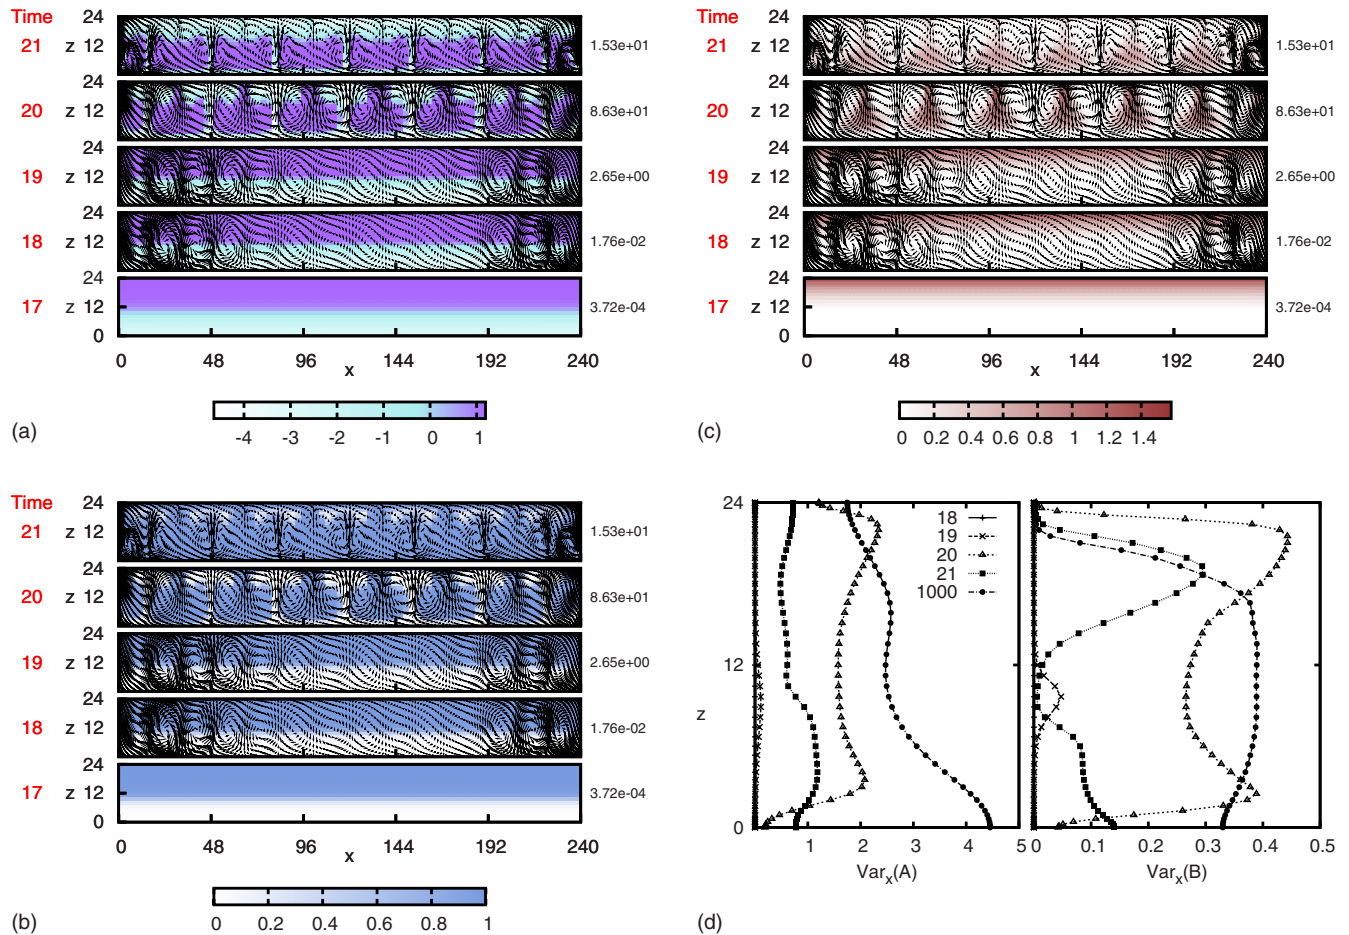 Time
24
21 z 12 1.53e+01
24
20 z 12 8.63e+01
24
19 z 12 2.65e+00
24
18 z 12 1.76e-02
24
17 z 12 3.72e-04
0
0 48 96 144 192 240
x
-4 -3 -2 -1 0 1
(a)
Time
24
21 z 12 1.53e+01
24
20 z 12 8.63e+01
24
19 z 12 2.65e+00
24
18 z 12 1.76e-02
24
17 z 12 3.72e-04
0
0 48 96 144 192 240
x
0 0.2 0.4 0.6 0.8 1 1.2 1.4
(c)
Time
24
21 z 12 1.53e+01
24
20 z 12 8.63e+01
24
19 z 12 2.65e+00
24
18 z 12 1.76e-02
24
17 z 12 3.72e-04
0
0 48 96 144 192 240
x
0 0.2 0.4 0.6 0.8 1
(b)
24
12
z
0
18
19
20
21
1000
1 2 3 4 5
Var_x(A)
0 0.1 0.2 0.3 0.4 0.5
Var_x(B)
(d)